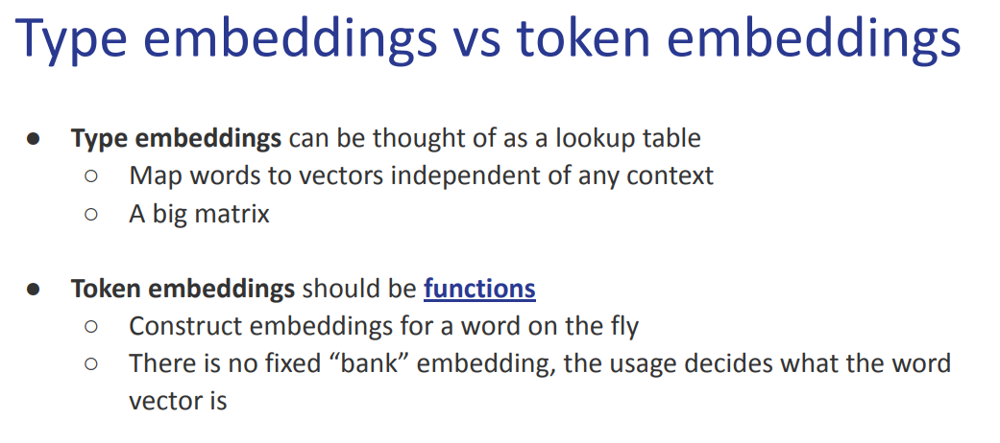 Type embeddings vs token embeddings
● Type embeddings can be thought of as a lookup table
○ Map words to vectors independent of any context
○ A big matrix
● Token embeddings should be functions
○ Construct embeddings for a word on the fly
○ There is no fixed “bank” embedding, the usage decides what the word
vector is